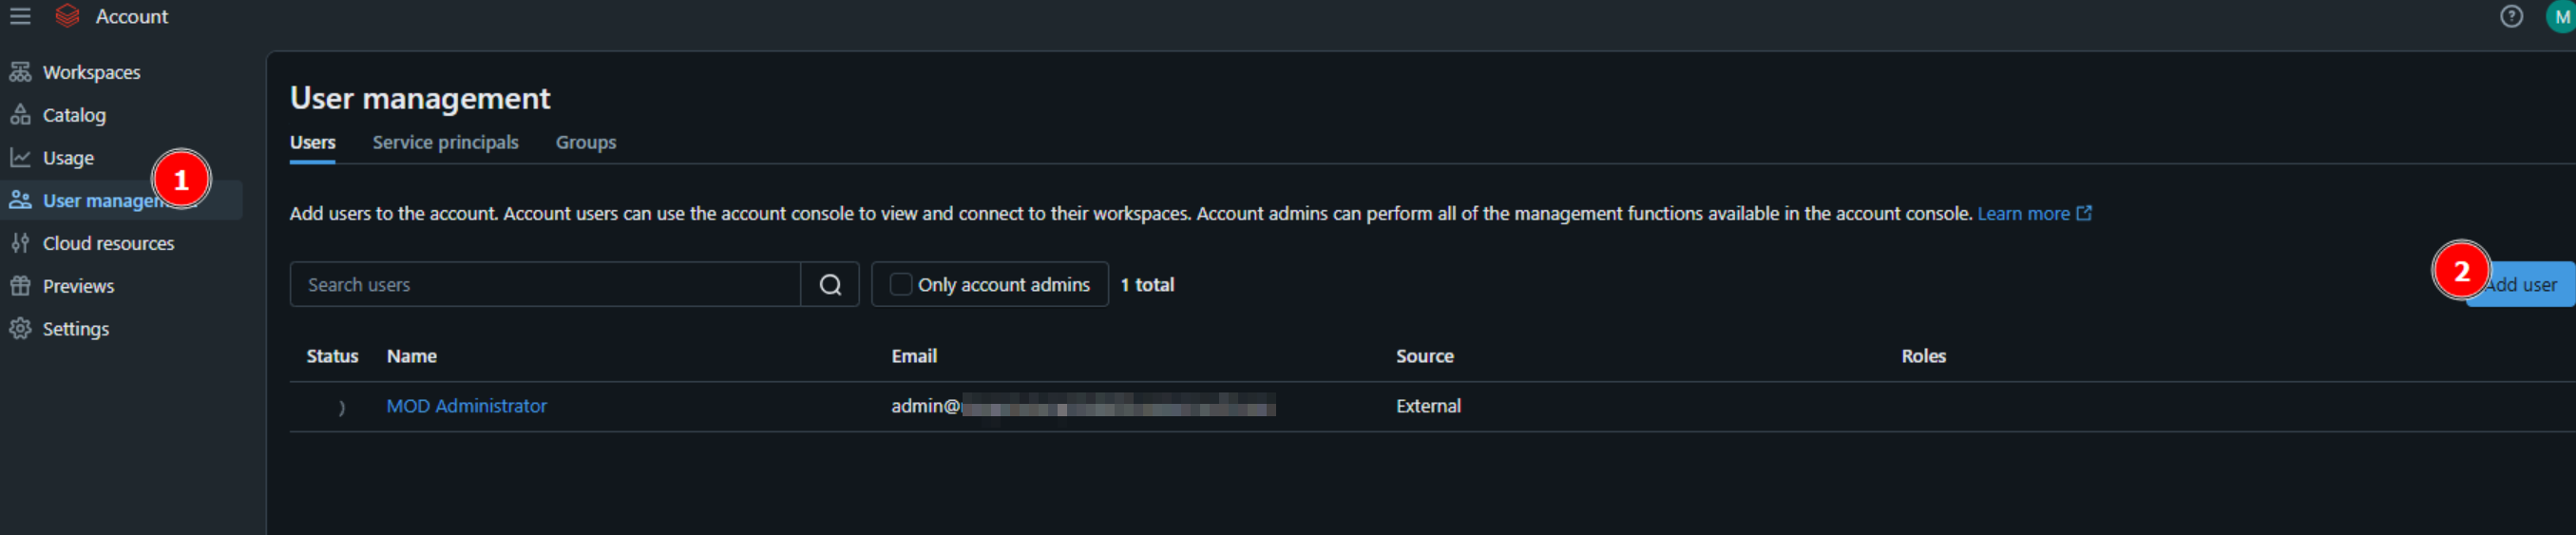 Account
M
Workspaces
Catalog
Usage
1
User
Cloud resources
Previews
Settings
User management
Users Service principals Groups
Add users to the account. Account users can use the account console to view and connect to their workspaces. Account admins can perform all of the management functions available in the account console. Learn more
Search users
Only account admins
1 total
2
Add user
Status Name Email Source Roles
MOD Administrator admin@ External